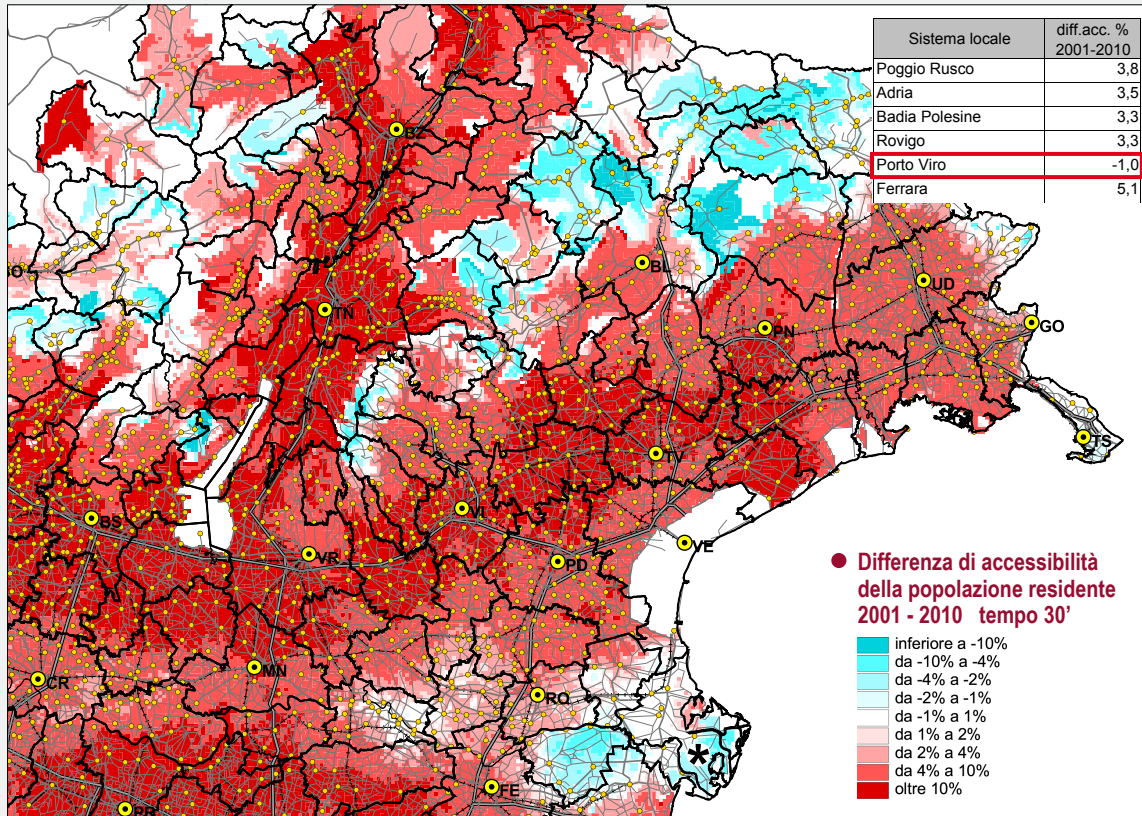 Sistema locale diff.acc. % 2001-2010
Poggio Rusco 3,8
Adria 3,5
Badia Polesine 3,3
Rovigo 3,3
Porto Viro -1,0
Ferrara 5,1
BZ
BL
UD
TN
PN
GO
TS
TV
BS
VI
VR
PD
VE
MN
CR
RO
*
FE
PR
● Differenza di accessibilità
della popolazione residente
2001 - 2010 tempo 30'
inferiore a -10%
da -10% a -4%
da -4% a -2%
da -2% a -1%
da -1% a 1%
da 1% a 2%
da 2% a 4%
da 4% a 10%
oltre 10%